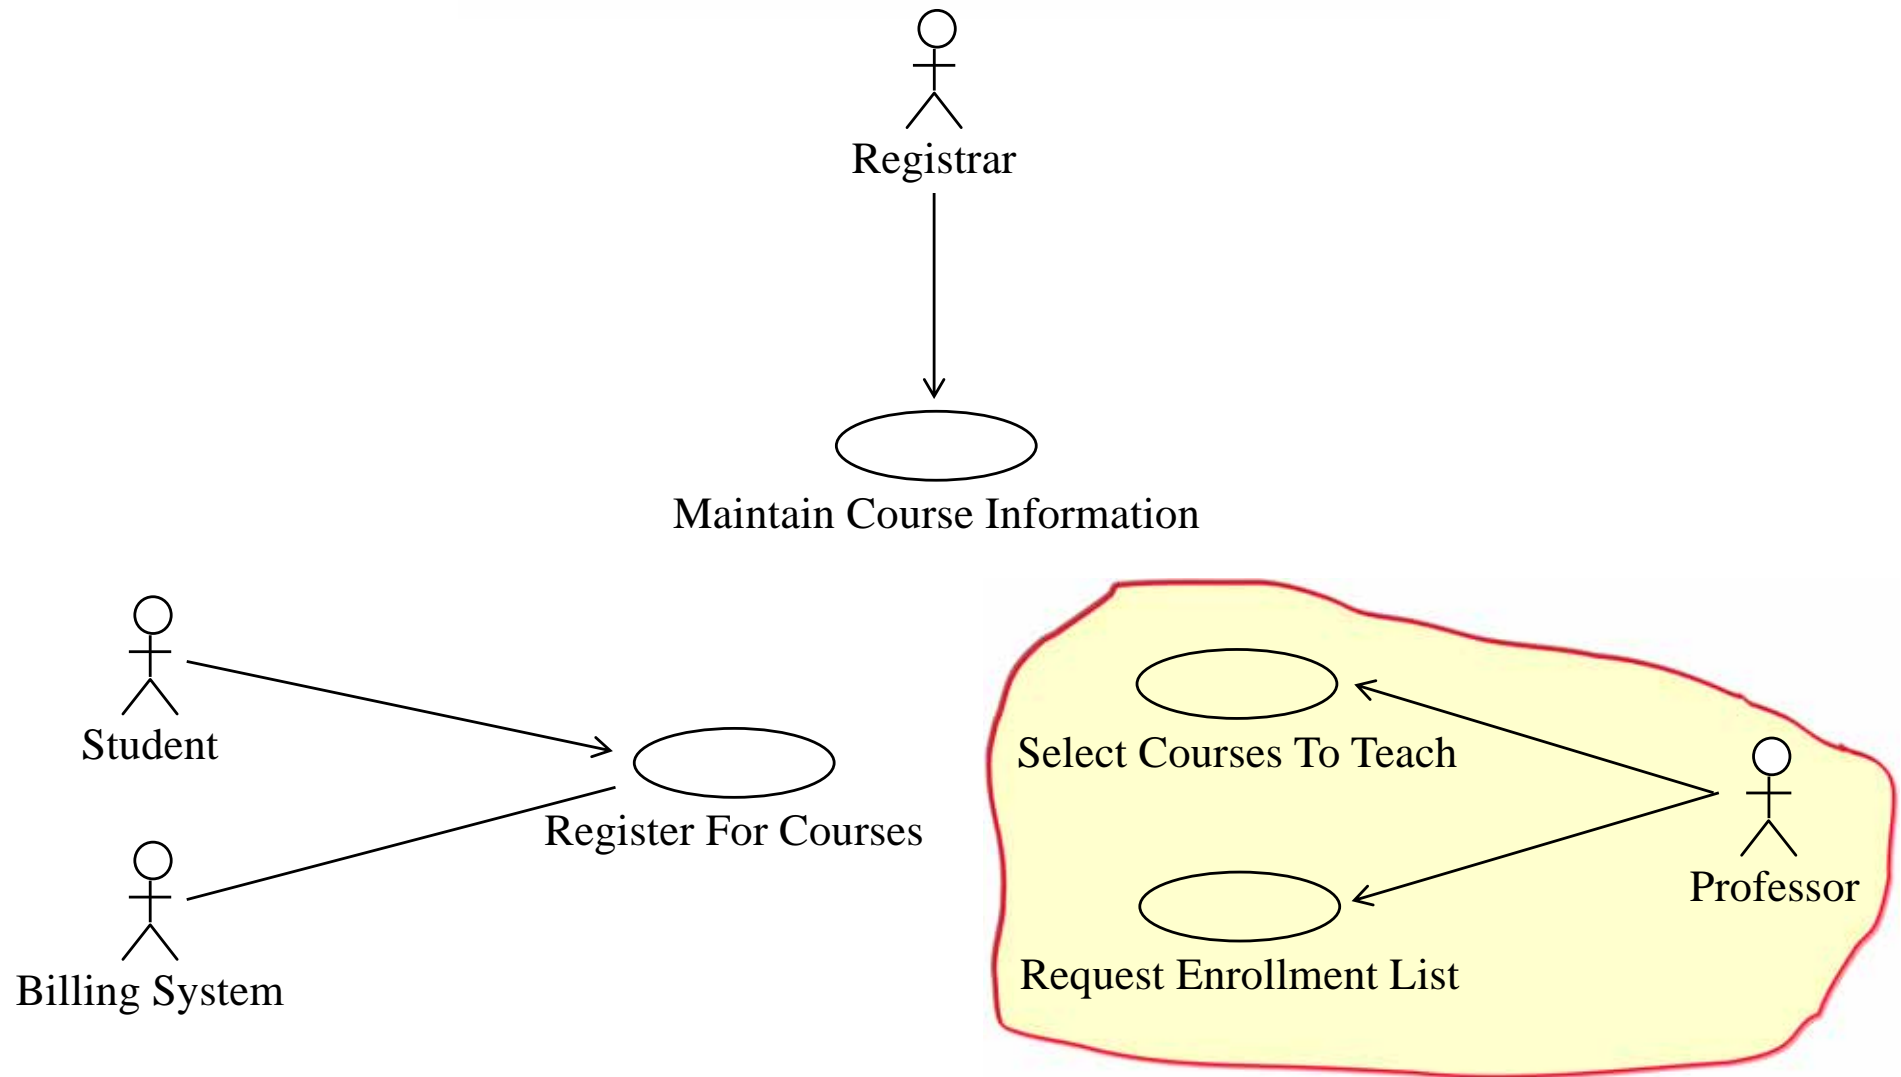 Registrar
Maintain Course Information
Student
Register For Courses
Billing System
Select Courses To Teach
Professor
Request Enrollment List